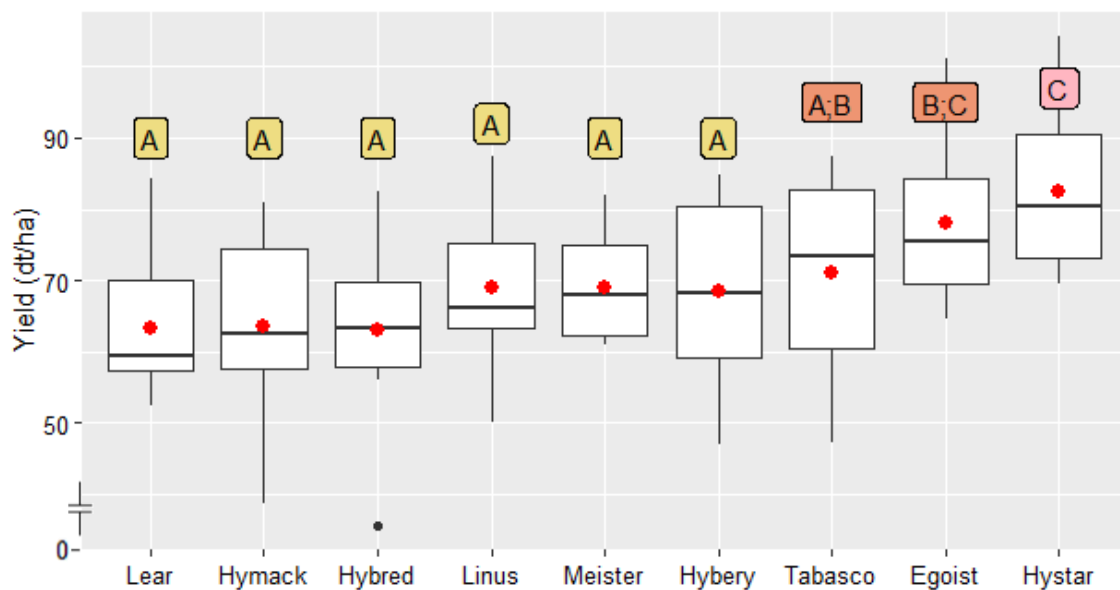 C
A;B
B;C
A
A
A
A
A
A
90
70
50
0
Yield (dt/ha)
Lear
Hymack
Hybred
Linus
Meister
Hybery
Tabasco
Egoist
Hystar